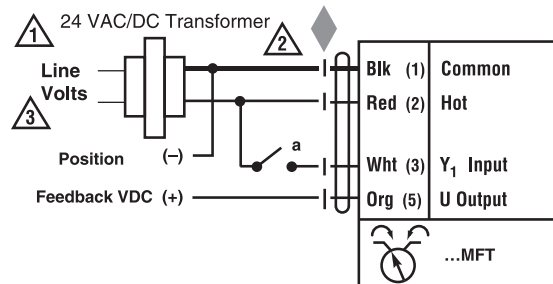 1 24 VAC/DC Transformer
2
Line
Volts
3
Blk (1) Common
Red (2) Hot
a
Position (–)
Wht (3) Y1 Input
Feedback VDC (+)
Org (5) U Output
...MFT